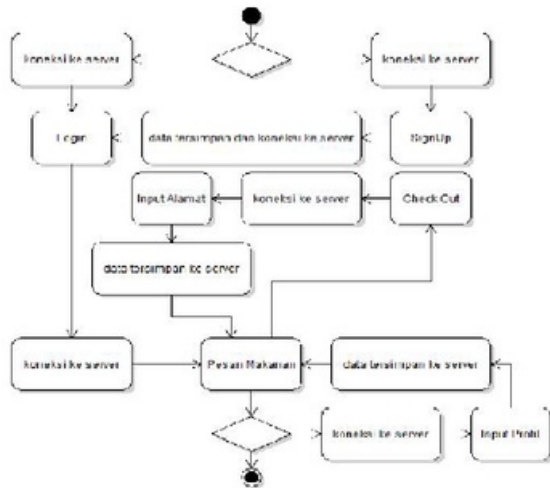 koneksi ke server
koneksi ke server
Login
data tersimpan dan koneksi ke server
SignUp
Input Alamat
koneksi ke server
Check Out
data tersimpan ke server
koneksi ke server
Pesan Makanan
data tersimpan ke server
koneksi ke server
Input Profil